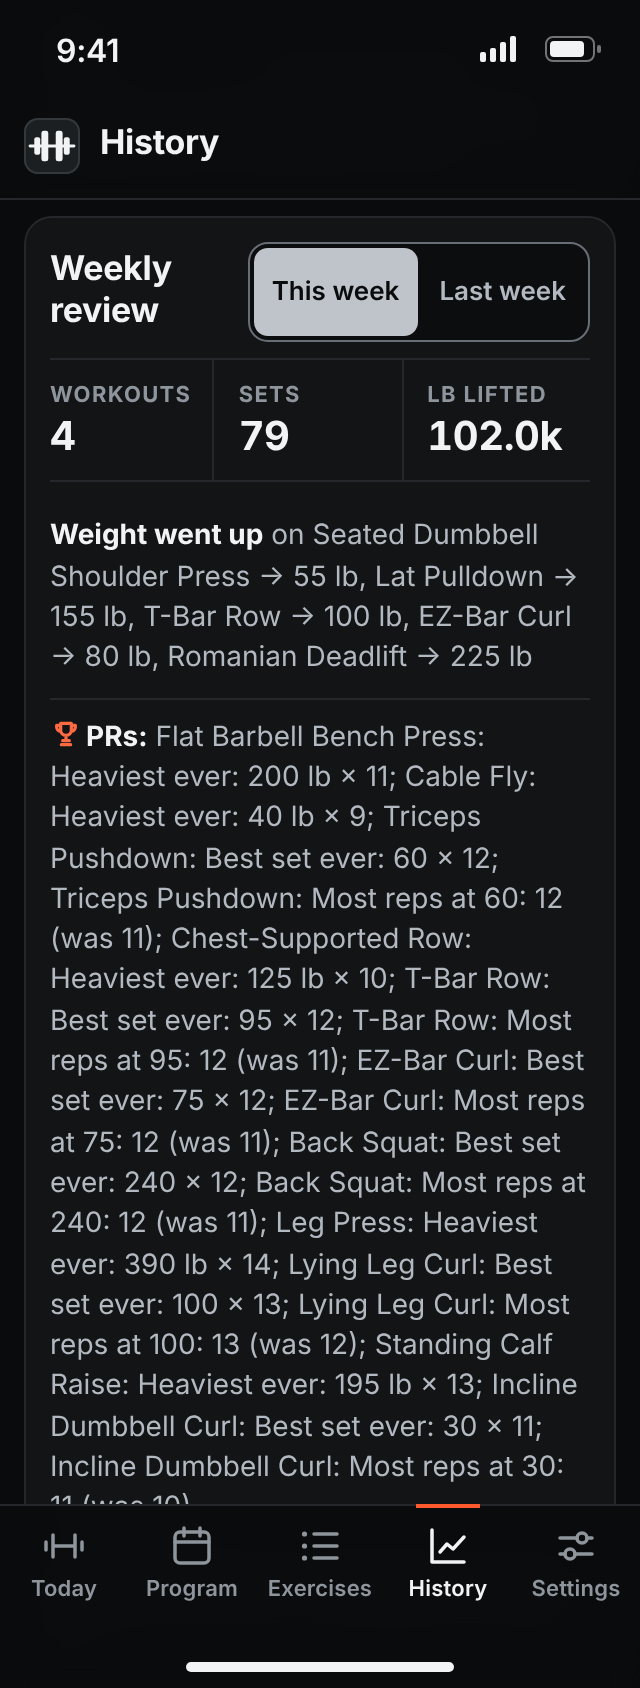 9:41
History
Weekly
review
This week
Last week
WORKOUTS
4
SETS
79
LB LIFTED
102.0k
Weight went up on Seated Dumbbell
Shoulder Press → 55 lb, Lat Pulldown →
155 lb, T-Bar Row → 100 lb, EZ-Bar Curl
→ 80 lb, Romanian Deadlift → 225 lb
PRs: Flat Barbell Bench Press:
Heaviest ever: 200 lb × 11; Cable Fly:
Heaviest ever: 40 lb × 9; Triceps
Pushdown: Best set ever: 60 × 12;
Triceps Pushdown: Most reps at 60: 12
(was 11); Chest-Supported Row:
Heaviest ever: 125 lb × 10; T-Bar Row:
Best set ever: 95 × 12; T-Bar Row: Most
reps at 95: 12 (was 11); EZ-Bar Curl: Best
set ever: 75 × 12; EZ-Bar Curl: Most reps
at 75: 12 (was 11); Back Squat: Best set
ever: 240 × 12; Back Squat: Most reps at
240: 12 (was 11); Leg Press: Heaviest
ever: 390 lb × 14; Lying Leg Curl: Best
set ever: 100 × 13; Lying Leg Curl: Most
reps at 100: 13 (was 12); Standing Calf
Raise: Heaviest ever: 195 lb × 13; Incline
Dumbbell Curl: Best set ever: 30 × 11;
Incline Dumbbell Curl: Most reps at 30:
11 (was 10)
Today
Program
Exercises
History
Settings